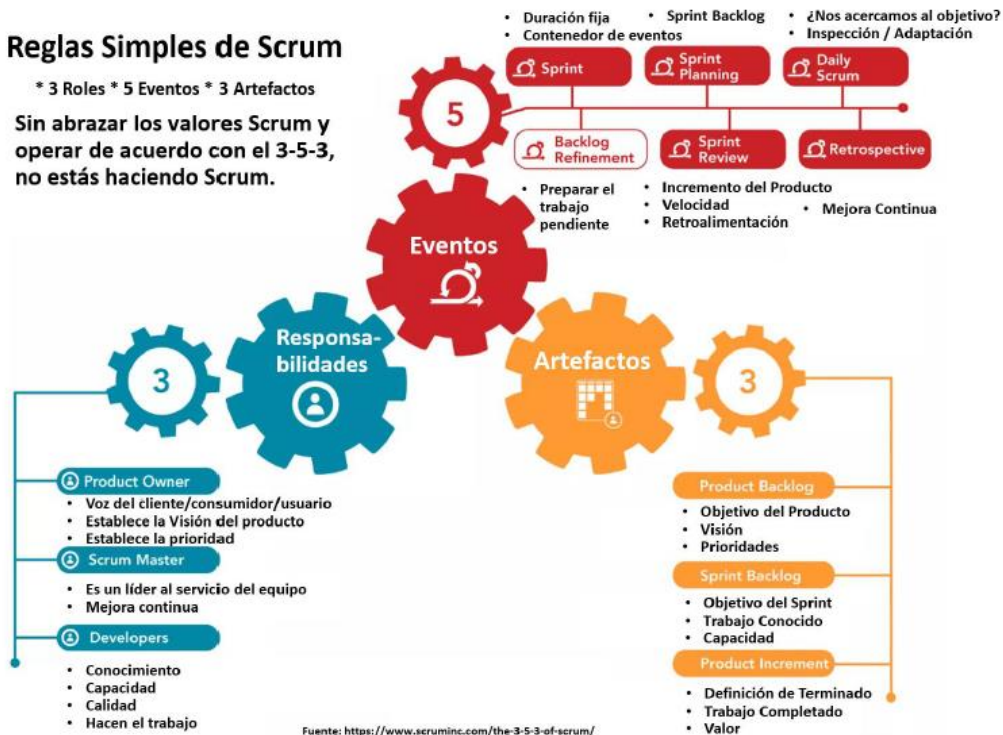 Reglas Simples de Scrum
* 3 Roles * 5 Eventos * 3 Artefactos
Sin abrazar los valores Scrum y
operar de acuerdo con el 3-5-3,
no estás haciendo Scrum.
• Duración fija
• Contenedor de eventos
• Sprint Backlog
• ¿Nos acercamos al objetivo?
• Inspección / Adaptación
5
Sprint
Sprint
Planning
Daily
Scrum
Backlog
Refinement
Sprint
Review
Retrospective
• Preparar el
trabajo
pendiente
• Incremento del Producto
• Velocidad
• Retroalimentación
• Mejora Continua
Eventos
3
Responsa-
bilidades
Artefactos
3
Product Owner
• Voz del cliente/consumidor/usuario
• Establece la Visión del producto
• Establece la prioridad
Scrum Master
• Es un líder al servicio del equipo
• Mejora continua
Developers
• Conocimiento
• Capacidad
• Calidad
• Hacen el trabajo
Product Backlog
• Objetivo del Producto
• Visión
• Prioridades
Sprint Backlog
• Objetivo del Sprint
• Trabajo Conocido
• Capacidad
Product Increment
• Definición de Terminado
• Trabajo Completado
• Valor
Fuente: https://www.scruminc.com/the-3-5-3-of-scrum/